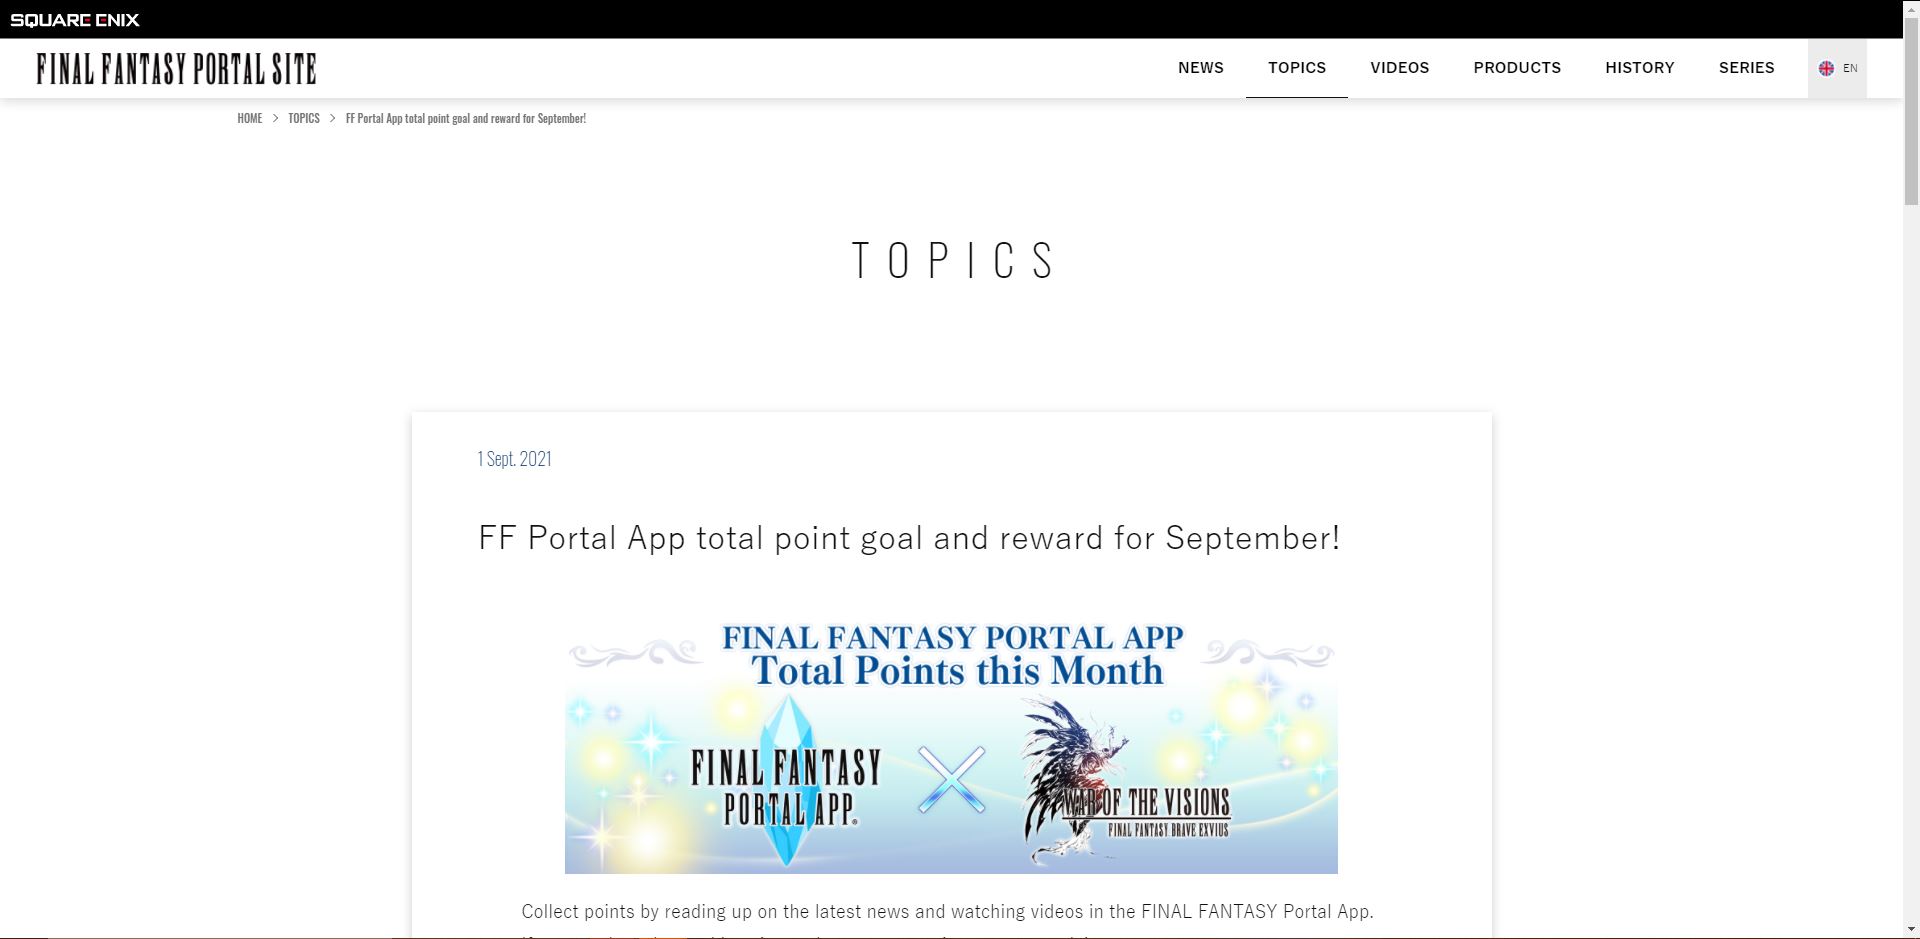 SQUARE ENIX
FINAL FANTASY PORTAL SITE
NEWS TOPICS VIDEOS PRODUCTS HISTORY SERIES EN
HOME > TOPICS > FF Portal App total point goal and reward for September!
TOPICS
1 Sept. 2021
FF Portal App total point goal and reward for September!
FINAL FANTASY PORTAL APP
Total Points this Month
FINAL FANTASY
PORTAL APP®
WAR OF THE VISIONS
FINAL FANTASY BRAVE EXVIUS
Collect points by reading up on the latest news and watching videos in the FINAL FANTASY Portal App.